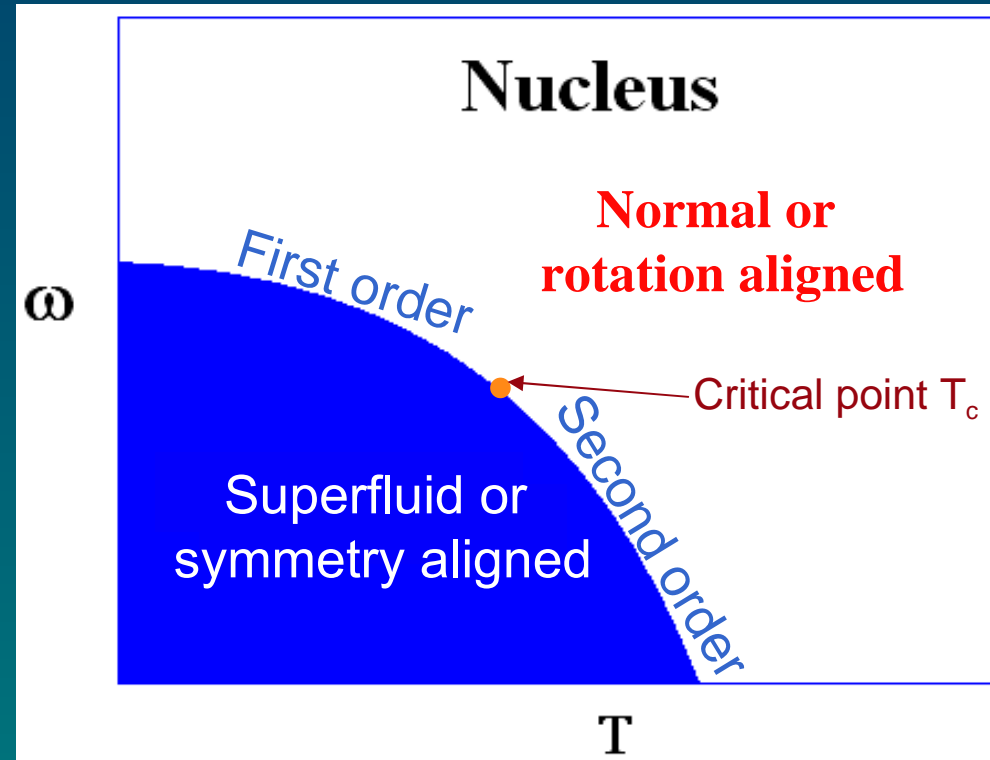 Nucleus
Normal or
rotation aligned
First order
ω
Critical point Tc
Second order
Superfluid or
symmetry aligned
T